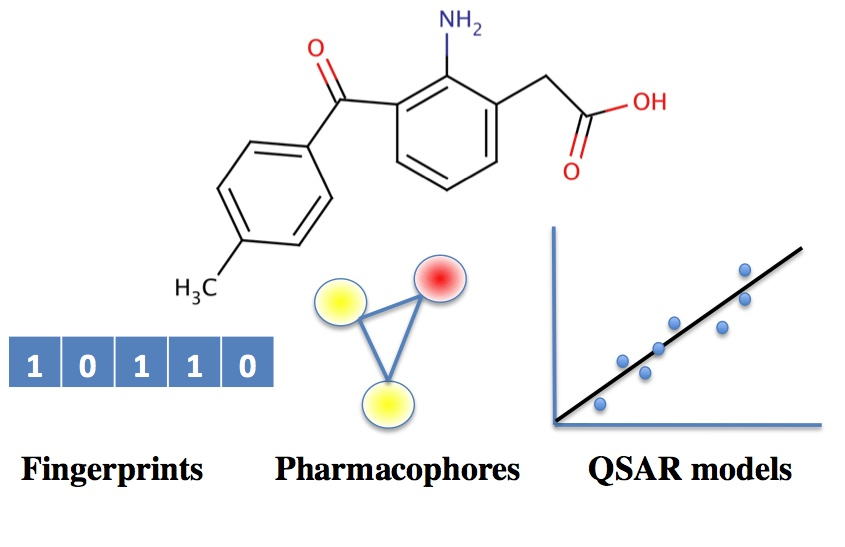 NH2
O
OH
O
H3C
1 0 1 1 0
Fingerprints Pharmacophores QSAR models